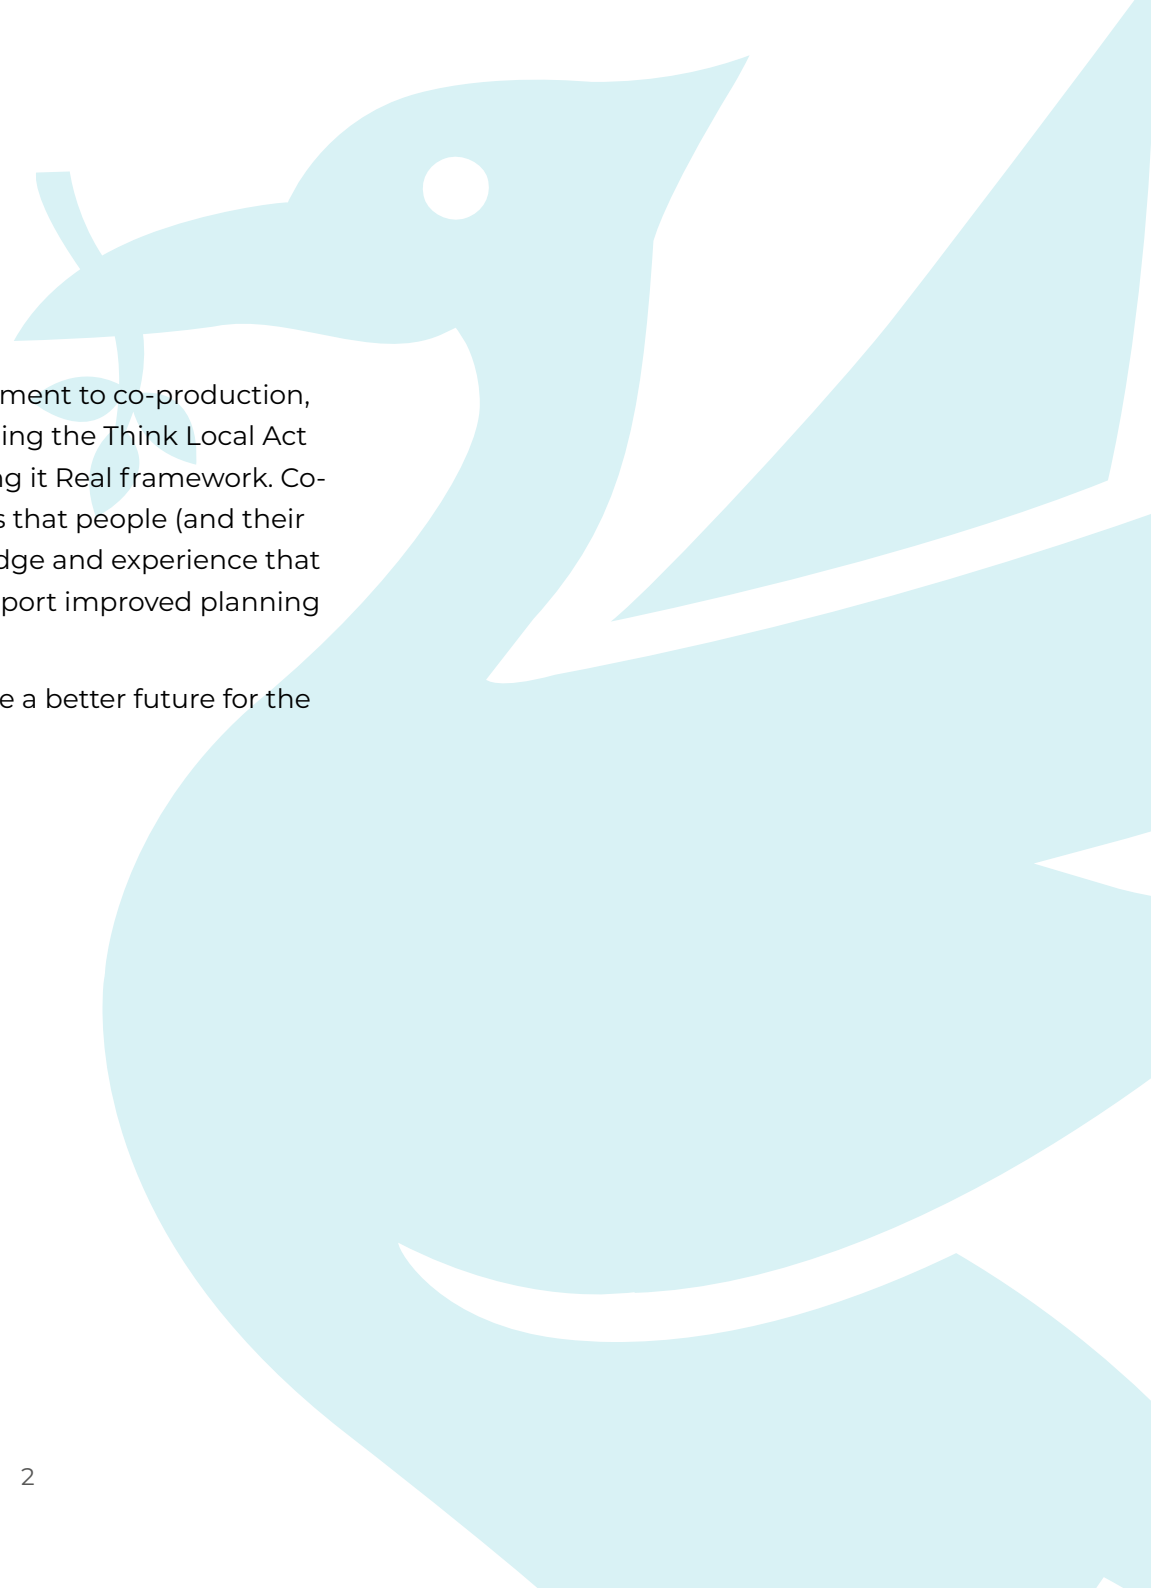 ment to co-production,
ing the Think Local Act
g it Real framework. Co-
s that people (and their
dge and experience that
port improved planning
e a better future for the
2